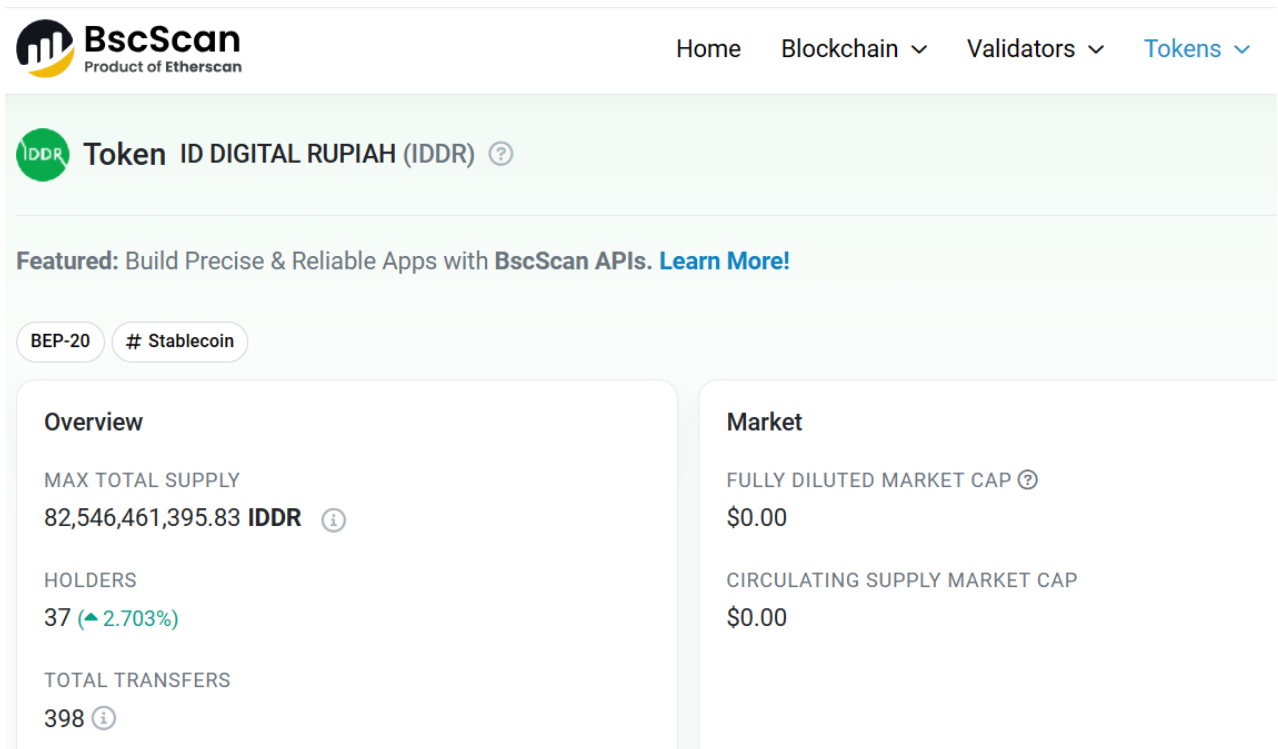 BscScan
Product of Etherscan
Home Blockchain Validators Tokens
IDDR Token ID DIGITAL RUPIAH (IDDR)
Featured: Build Precise & Reliable Apps with BscScan APIs. Learn More!
BEP-20 # Stablecoin
Overview
MAX TOTAL SUPPLY
82,546,461,395.83 IDDR
HOLDERS
37 (▲ 2.703%)
TOTAL TRANSFERS
398
Market
FULLY DILUTED MARKET CAP
$0.00
CIRCULATING SUPPLY MARKET CAP
$0.00